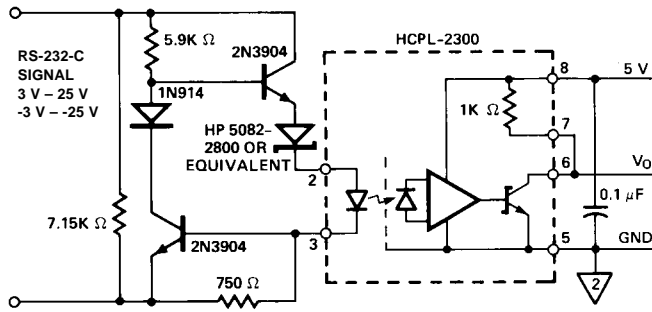 RS-232-C
SIGNAL
3 V – 25 V
-3 V – -25 V
5.9K Ω
2N3904
1N914
HP 5082-
2800 OR
EQUIVALENT
7.15K Ω
2N3904
750 Ω
2
3
HCPL-2300
1K Ω
8
5 V
7
6
VO
0.1 µF
5
GND
2